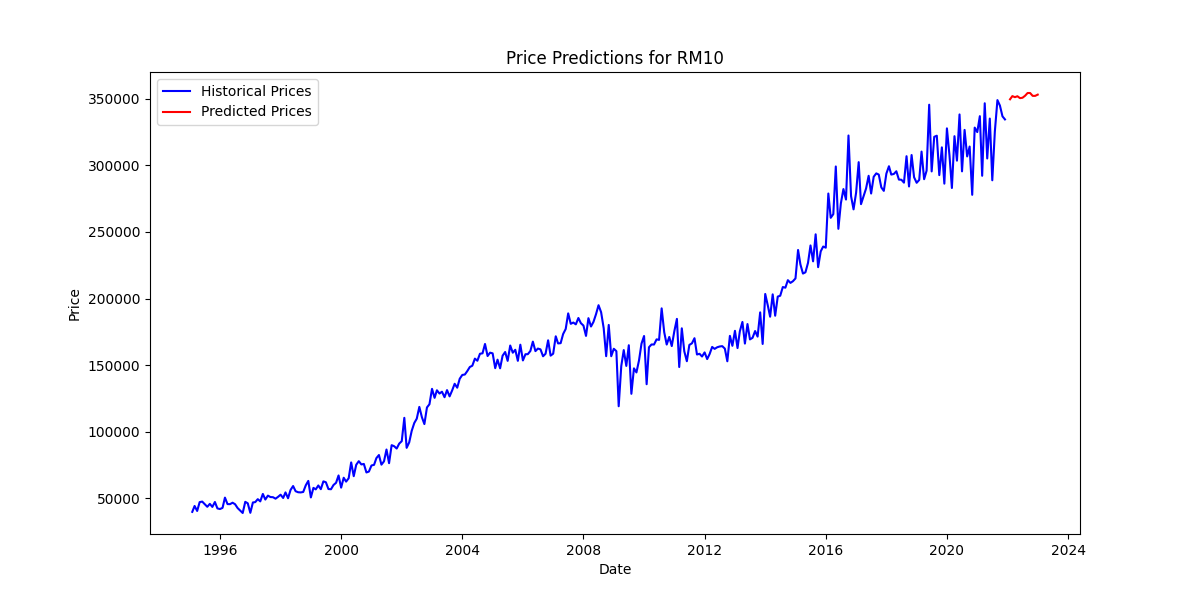 Price Predictions for RM10
Historical Prices
Predicted Prices
350000
300000
250000
200000
150000
100000
50000
Price
1996 2000 2004 2008 2012 2016 2020 2024
Date